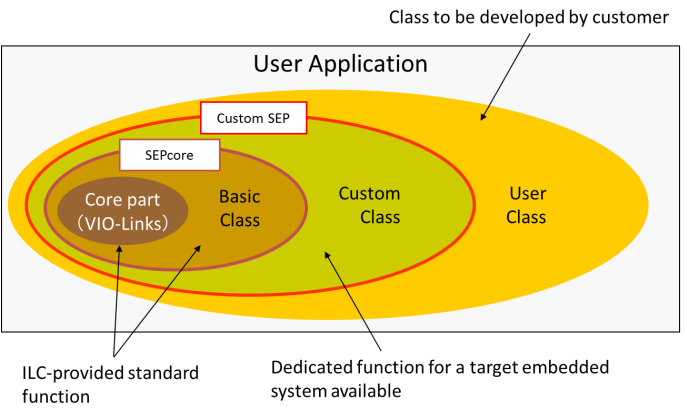 Class to be developed by customer
User Application
Custom SEP
SEPcore
Core part
（VIO-Links）
Basic
Class
Custom
Class
User
Class
ILC-provided standard
function
Dedicated function for a target embedded
system available